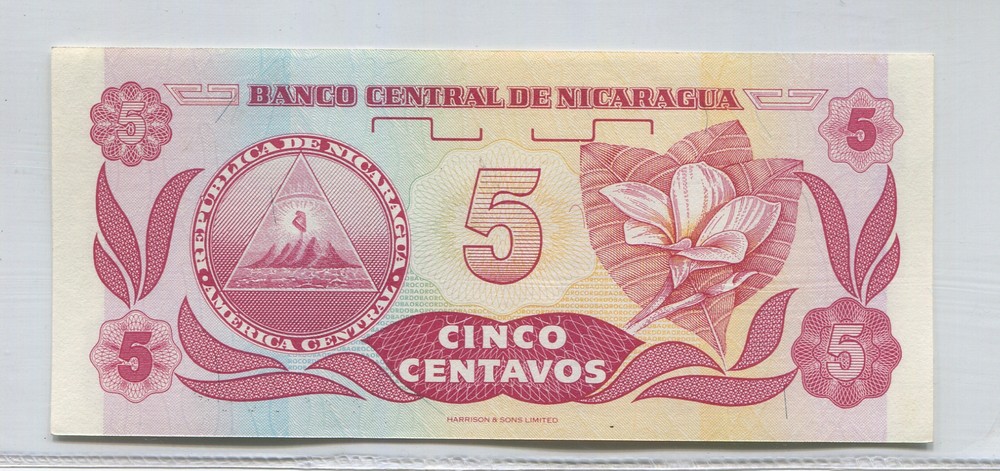 BANCO CENTRAL DE NICARAGUA
5
5
REPUBLICA DE NICARAGUA
AMERICA CENTRAL
5
5
CINCO
CENTAVOS
5
HARRISON & SONS LIMITED